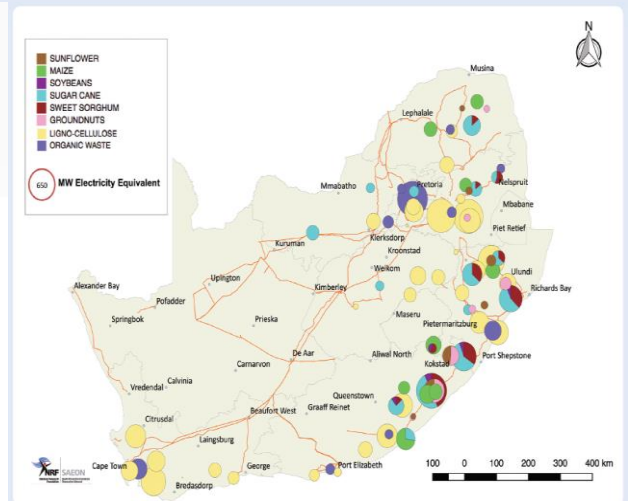 N
SUNFLOWER
MAIZE
SOYBEANS
SUGAR CANE
SWEET SORGHUM
GROUNDNUTS
LIGNO-CELLULOSE
ORGANIC WASTE
650 MW Electricity Equivalent
Musina
Lephalale
Pretoria
Nelspruit
Mmabatho
Mbabane
Klerksdorp
Piet Retief
Kuruman
Kroonstad
Welkom
Ulundi
Alexander Bay
Upington
Kimberley
Richards Bay
Pofadder
Springbok
Prieska
Maseru
Pietermaritzburg
De Aar
Aliwal North
Kokstad
Port Shepstone
Carnarvon
Calvinia
Vredendal
Queenstown
Beaufort West
Graaff Reinet
Citrusdal
Laingsburg
Cape Town
George
Port Elizabeth
Bredasdorp
NRF SAEON
100 0 100 200 300 400 km